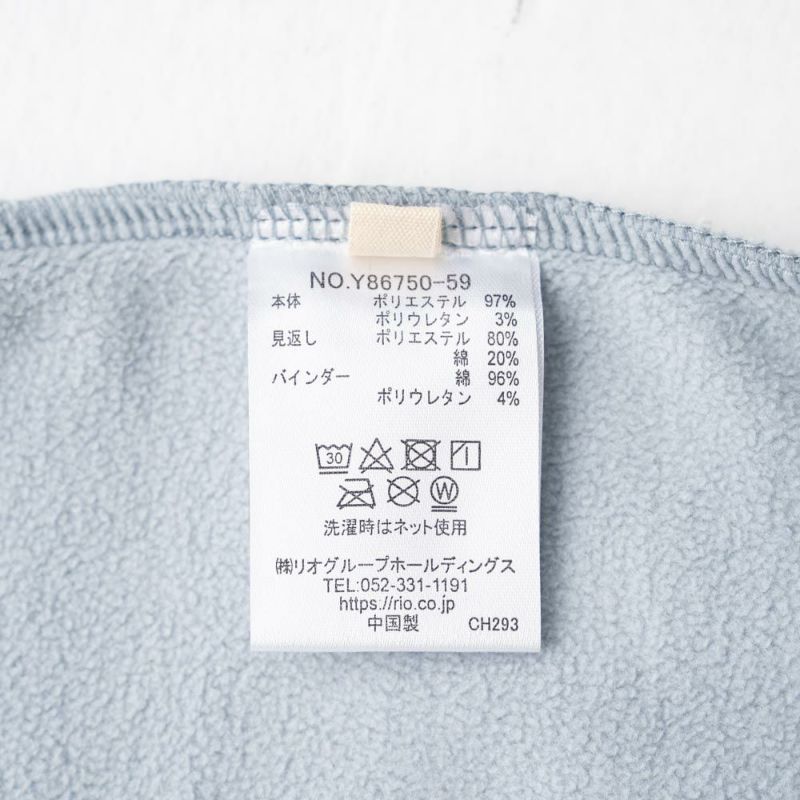 NO.Y86750-59
本体 ポリエステル 97%
ポリウレタン 3%
見返し ポリエステル 80%
綿 20%
バインダー 綿 96%
ポリウレタン 4%
30
W
洗濯時はネット使用
㈱リオグループホールディングス
TEL:052-331-1191
https://rio.co.jp
中国製 CH293